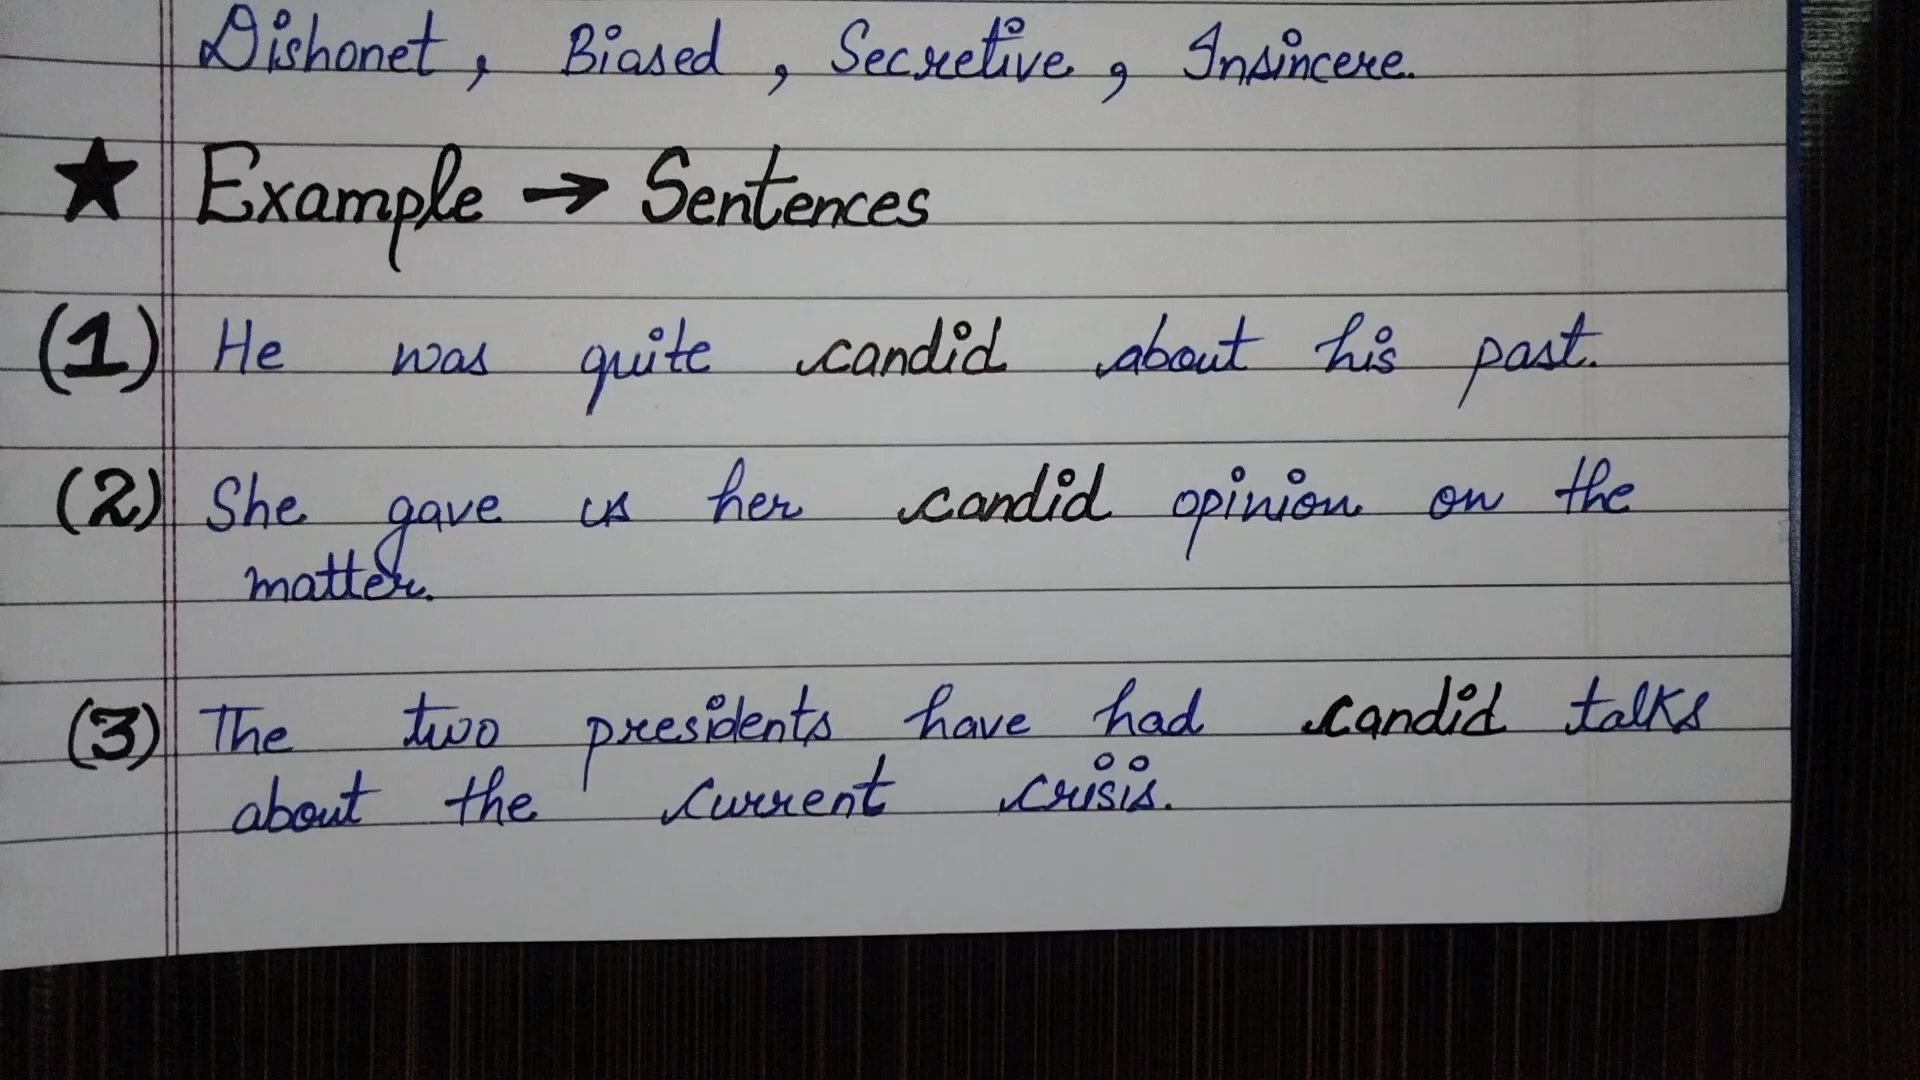 Dishonet, Biased, Secretive, Insincere.
★ Example → Sentences
(1) He was quite candid about his past.
(2) She gave us her candid opinion on the
matter.
(3) The two presidents have had candid talks
about the current crisis.